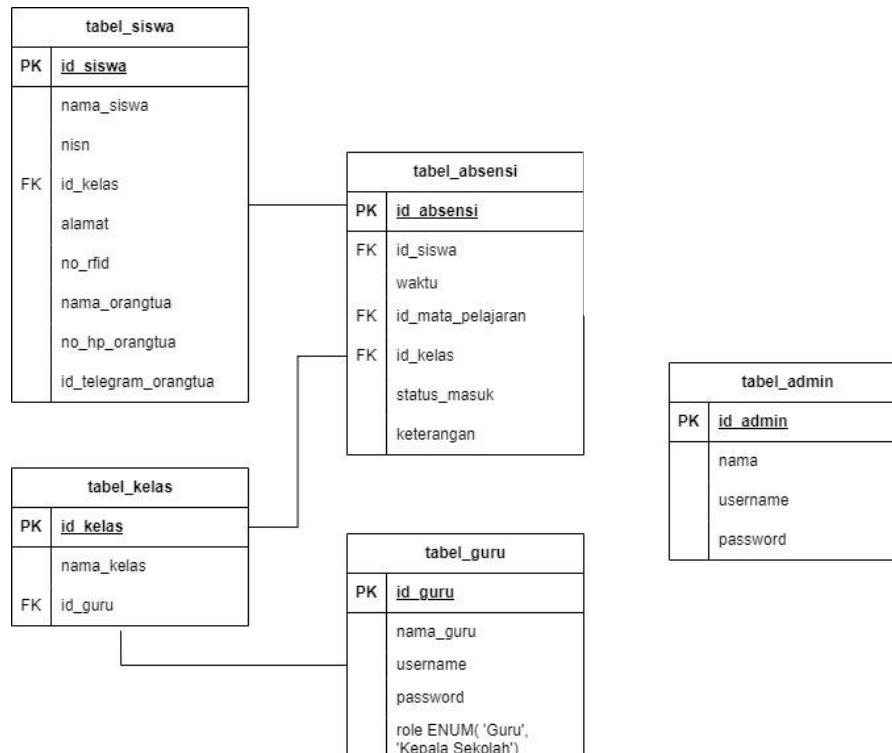 tabel_siswa
PK id_siswa
nama_siswa
nisn
FK id_kelas
alamat
no_rfid
nama_orangtua
no_hp_orangtua
id_telegram_orangtua
tabel_absensi
PK id_absensi
FK id_siswa
waktu
FK id_mata_pelajaran
FK id_kelas
status_masuk
keterangan
tabel_admin
PK id_admin
nama
username
password
tabel_kelas
PK id_kelas
nama_kelas
FK id_guru
tabel_guru
PK id_guru
nama_guru
username
password
role ENUM( 'Guru',
'Kepala Sekolah')